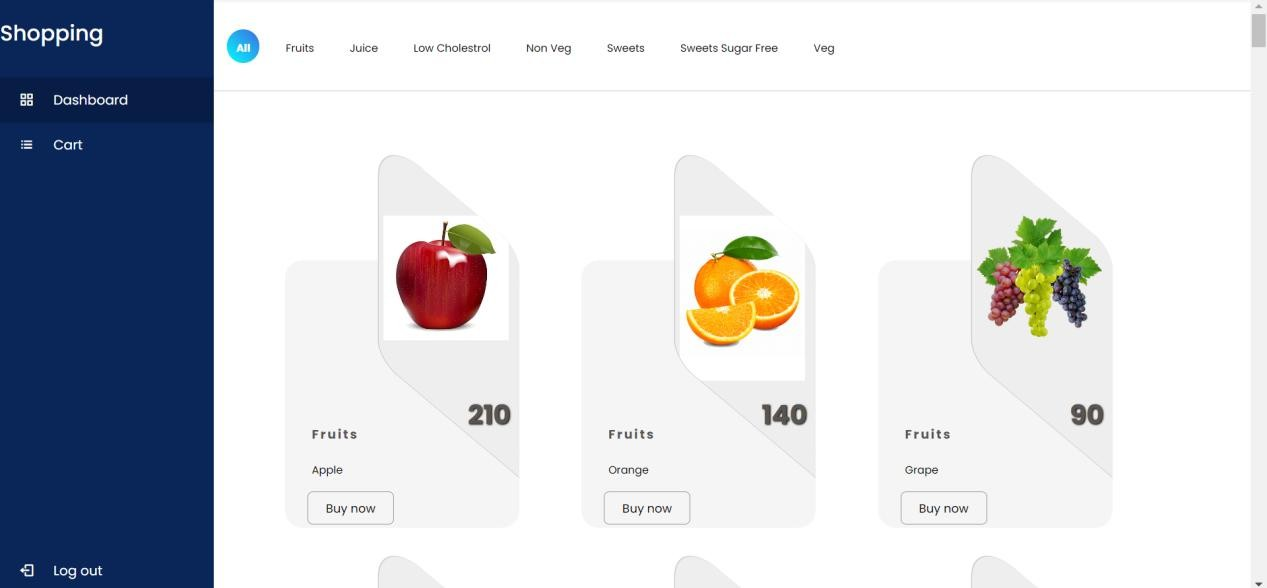 Shopping
Dashboard
Cart
Log out
All Fruits Juice Low Cholestrol Non Veg Sweets Sweets Sugar Free Veg
210 140 90
Fruits Fruits Fruits
Apple Orange Grape
Buy now Buy now Buy now